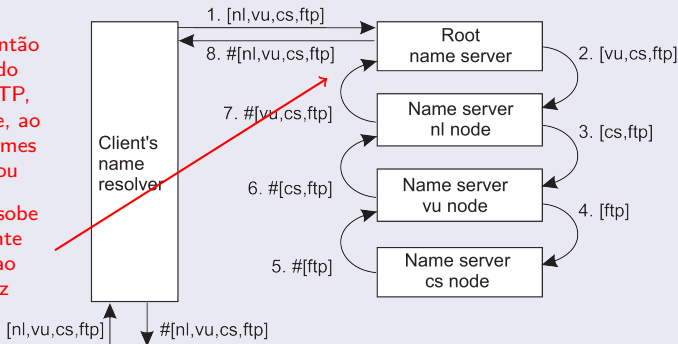 ntão
do
TP,
e, ao
mes
ou
sobe
nte
ao
z
Client's
name
resolver
1. [nl,vu,cs,ftp]
8. #[nl,vu,cs,ftp]
Root
name server
2. [vu,cs,ftp]
7. #[vu,cs,ftp]
Name server
nl node
3. [cs,ftp]
6. #[cs,ftp]
Name server
vu node
4. [ftp]
5. #[ftp]
Name server
cs node
[nl,vu,cs,ftp]
#[nl,vu,cs,ftp]